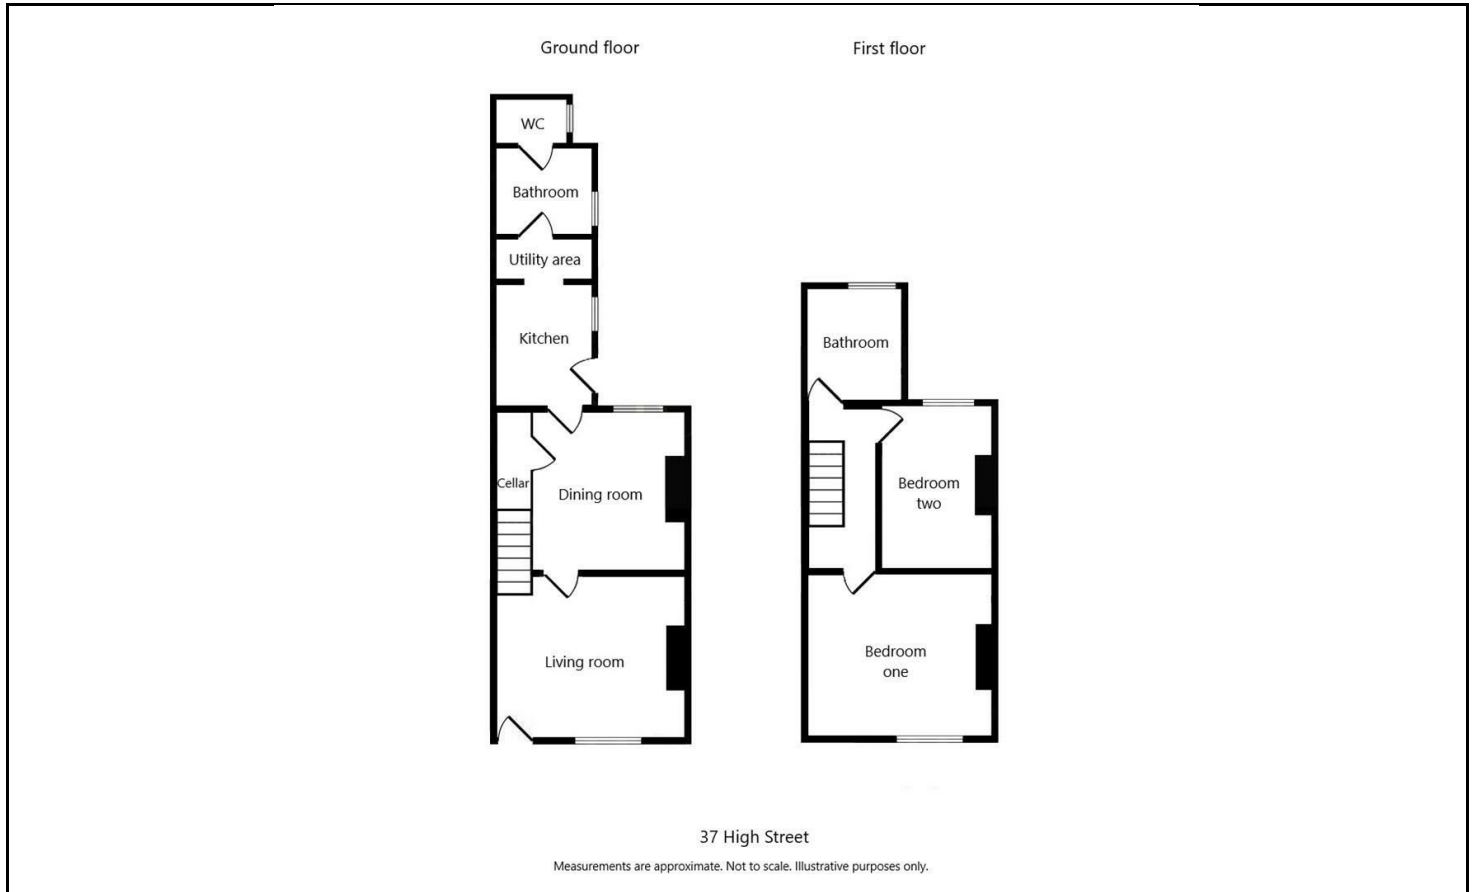 Ground floor
First floor
WC
Bathroom
Utility area
Kitchen
Cellar
Dining room
Living room
Bathroom
Bedroom
two
Bedroom
one
37 High Street
Measurements are approximate. Not to scale. Illustrative purposes only.